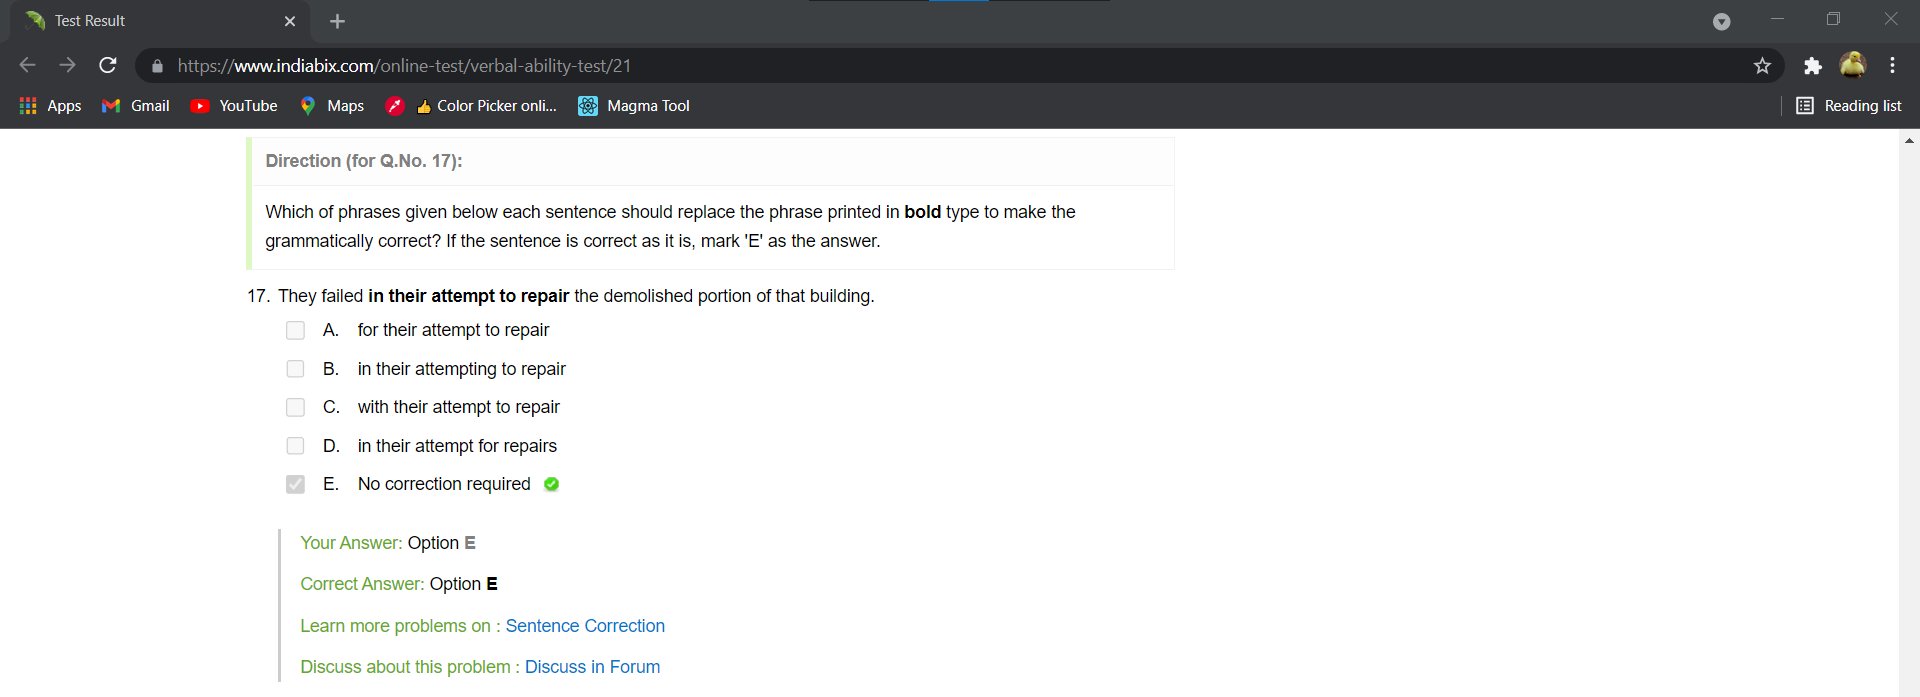 Test Result
https://www.indiabix.com/online-test/verbal-ability-test/21
Apps Gmail YouTube Maps Color Picker onli... Magma Tool Reading list
Direction (for Q.No. 17):
Which of phrases given below each sentence should replace the phrase printed in bold type to make the
grammatically correct? If the sentence is correct as it is, mark 'E' as the answer.
17. They failed in their attempt to repair the demolished portion of that building.
A. for their attempt to repair
B. in their attempting to repair
C. with their attempt to repair
D. in their attempt for repairs
E. No correction required
Your Answer: Option E
Correct Answer: Option E
Learn more problems on : Sentence Correction
Discuss about this problem : Discuss in Forum